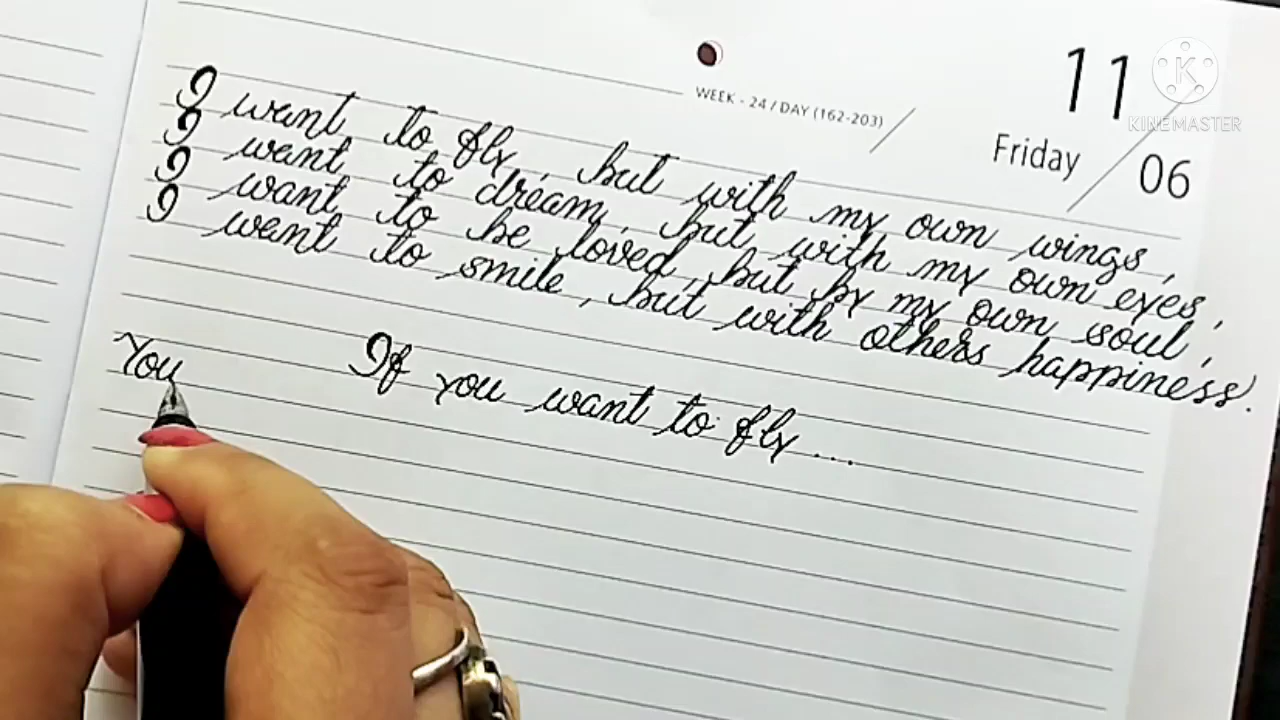 11
WEEK - 24 / DAY (162-203)
Friday
06
KINEMASTER
I want to fly, but with my own wings,
I want to dream, but with my own eyes,
I want to be loved, but by my own soul,
I want to smile, but with others happiness.
If you want to fly...
You